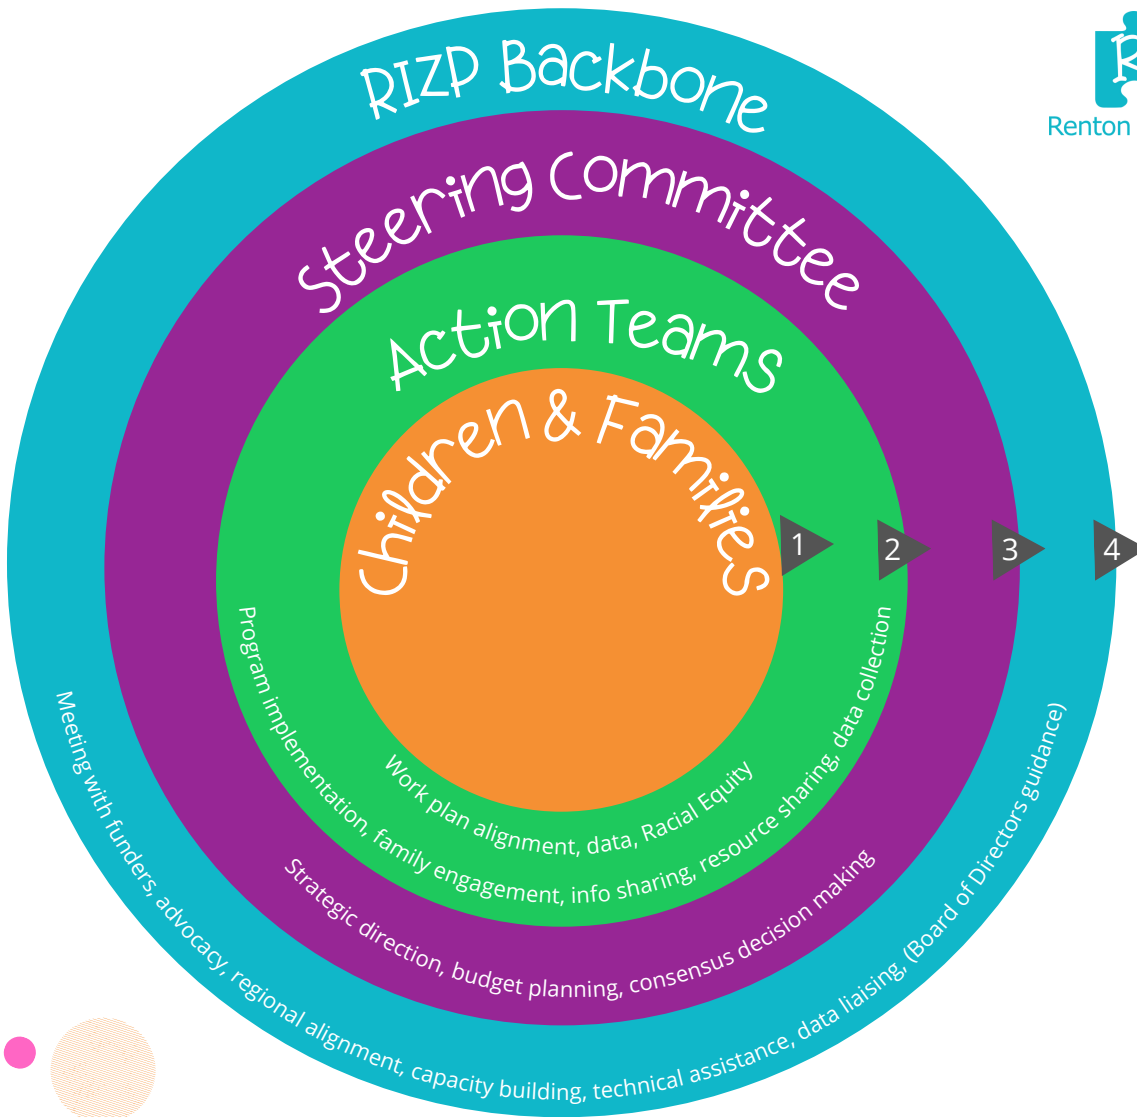 RIZP Backbone
Renton
Steering Committee
Action Teams
Children & Families
1
2
3
4
Work plan alignment, data, Racial Equity
Program implementation, family engagement, info sharing, resource sharing, data collection
Strategic direction, budget planning, consensus decision making
Meeting with funders, advocacy, regional alignment, capacity building, technical assistance, data liaising, (Board of Directors guidance)